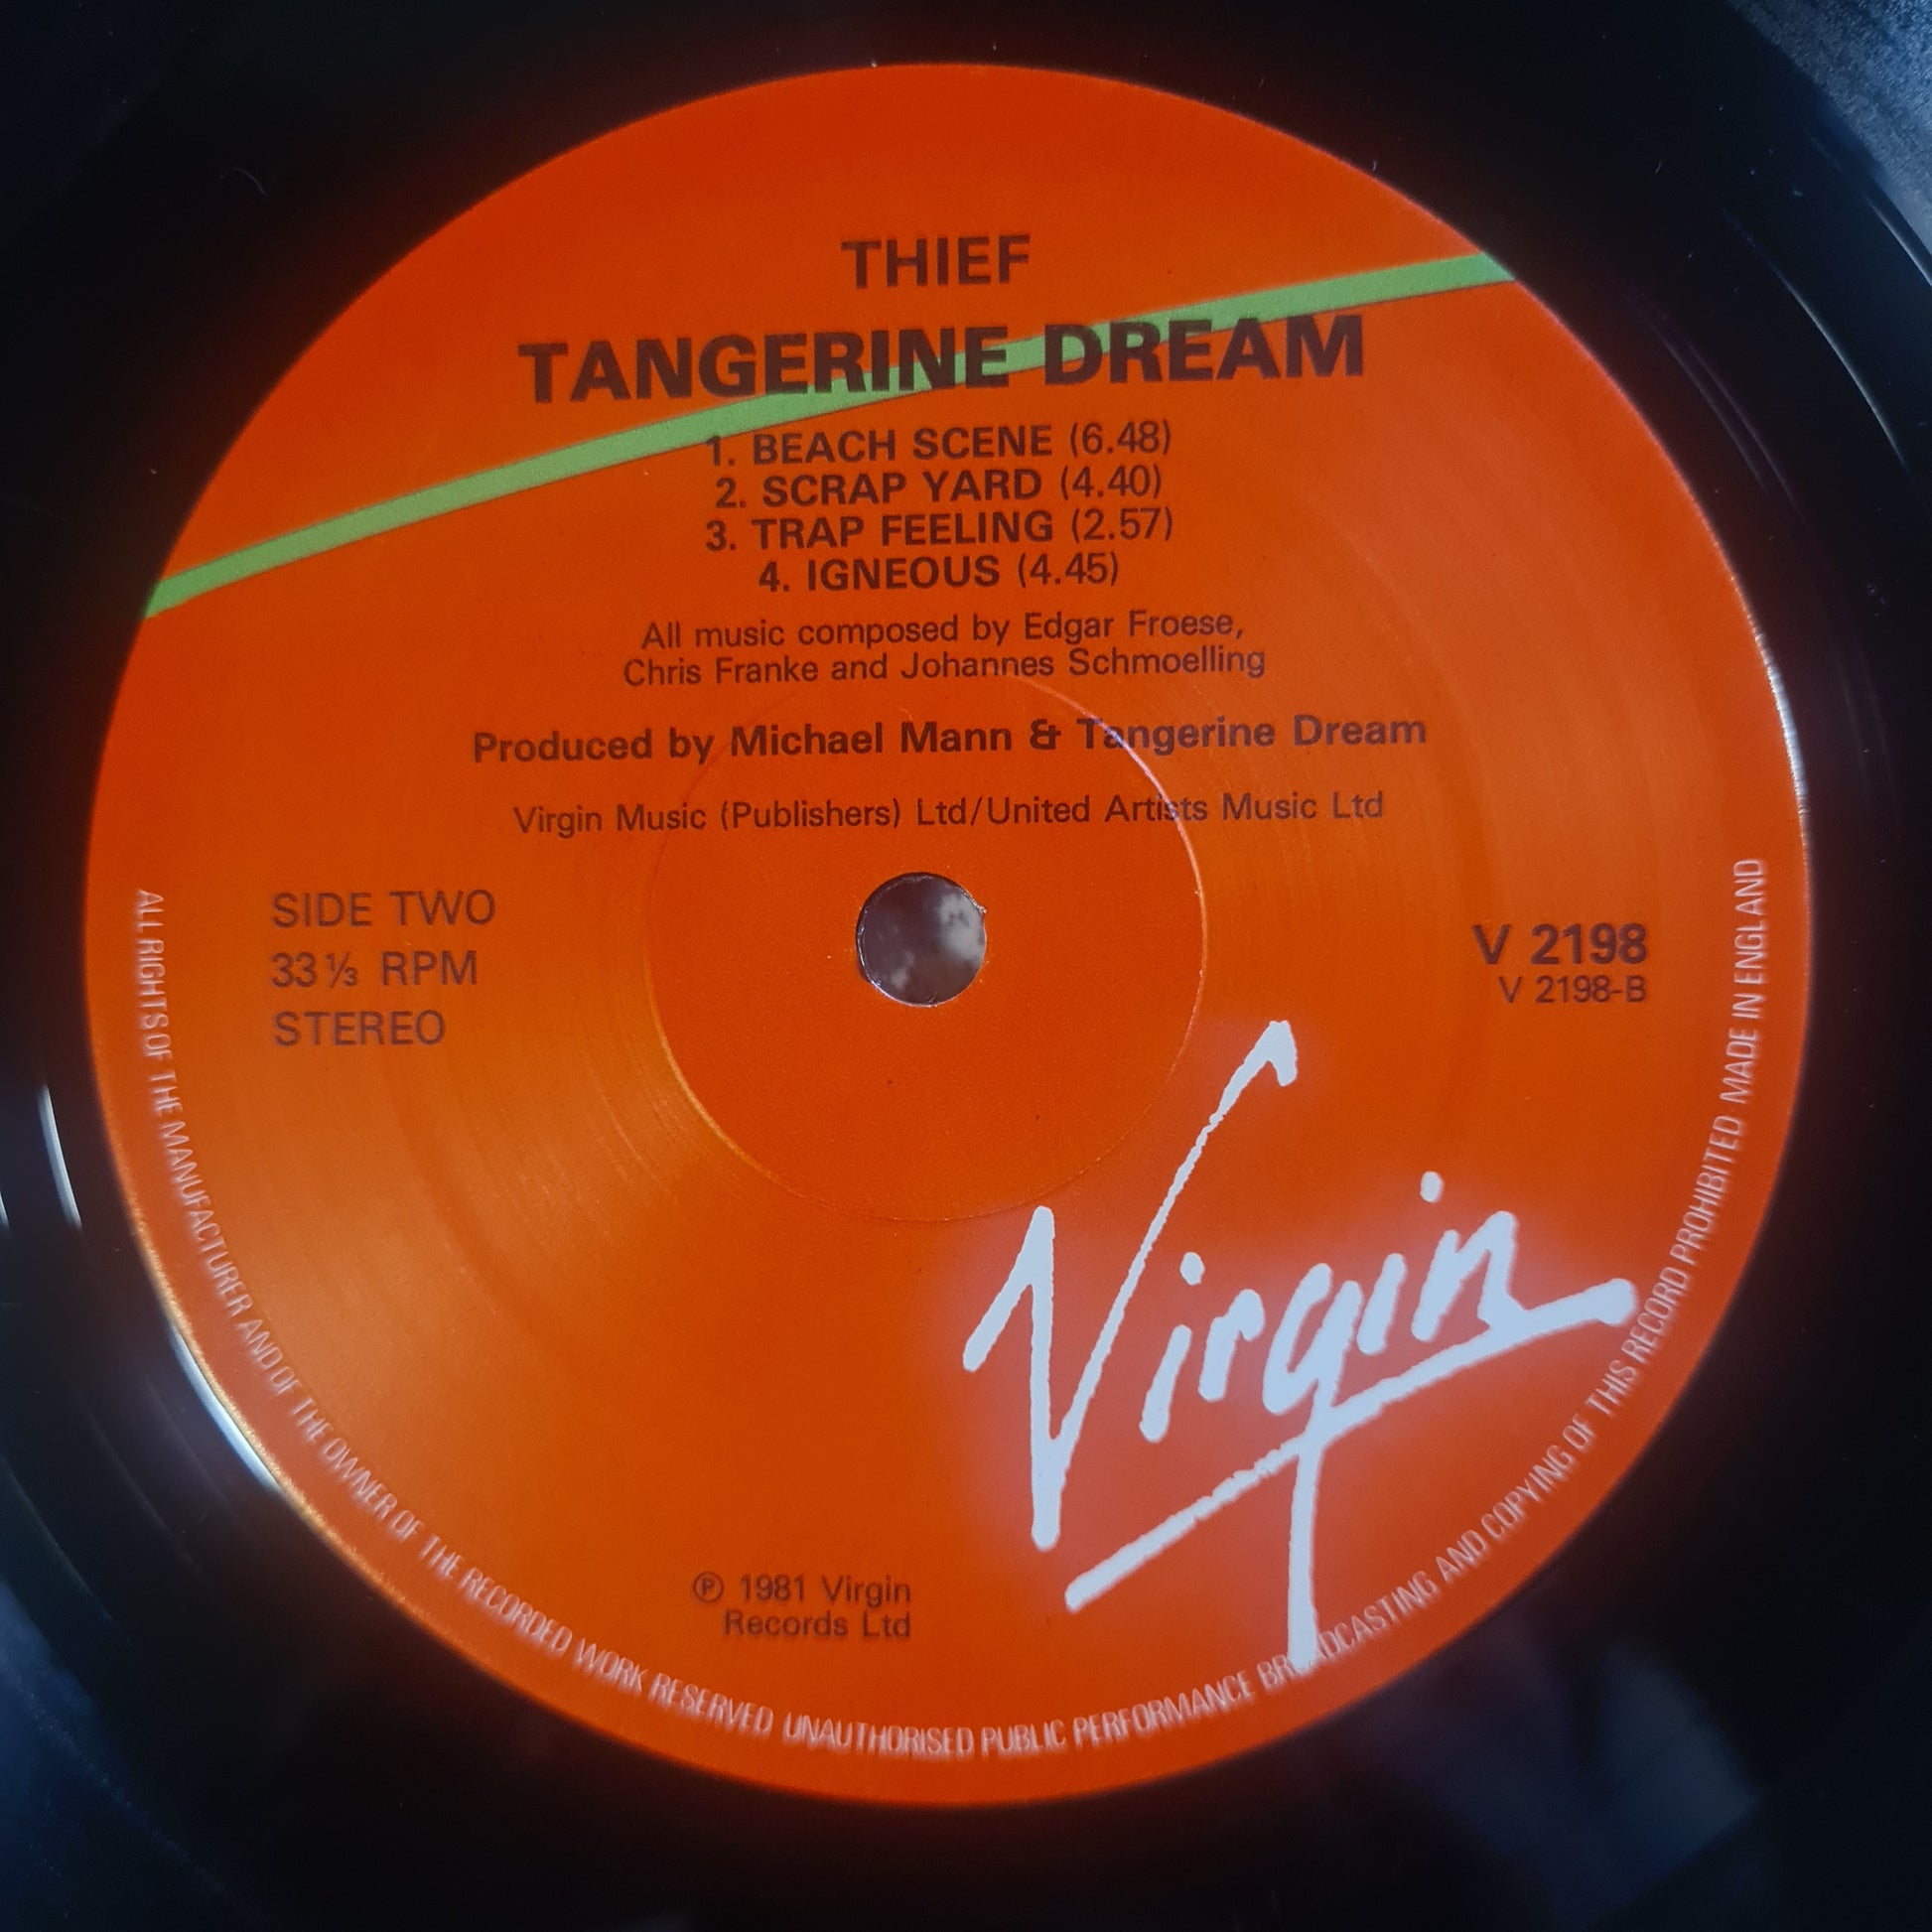 THIEF
TANGERINE DREAM
1. BEACH SCENE (6.48)
2. SCRAP YARD (4.40)
3. TRAP FEELING (2.57)
4. IGNEOUS (4.45)
All music composed by Edgar Froese,
Chris Franke and Johannes Schmoelling
Produced by Michael Mann & Tangerine Dream
Virgin Music (Publishers) Ltd/United Artists Music Ltd
SIDE TWO
33⅓ RPM
STEREO
V 2198
V 2198-B
Virgin
℗ 1981 Virgin
Records Ltd
ALL RIGHTS OF THE MANUFACTURER AND OF THE OWNER OF THE RECORDED WORK RESERVED UNAUTHORISED PUBLIC PERFORMANCE BROADCASTING AND COPYING OF THIS RECORD PROHIBITED MADE IN ENGLAND